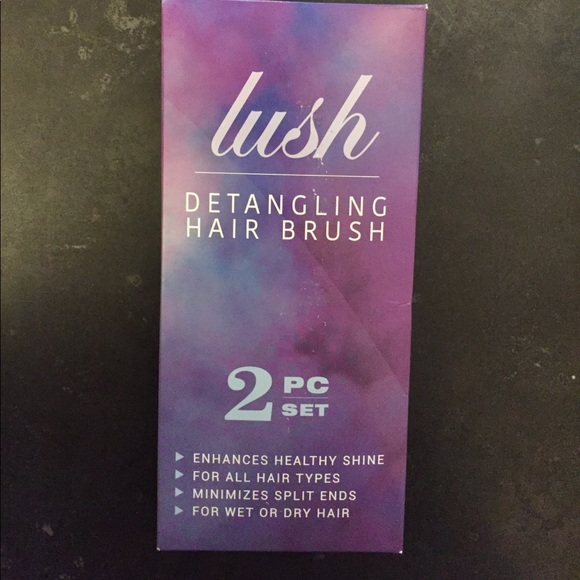 lush
DETANGLING
HAIR BRUSH
2 PC
SET
ENHANCES HEALTHY SHINE
FOR ALL HAIR TYPES
MINIMIZES SPLIT ENDS
FOR WET OR DRY HAIR